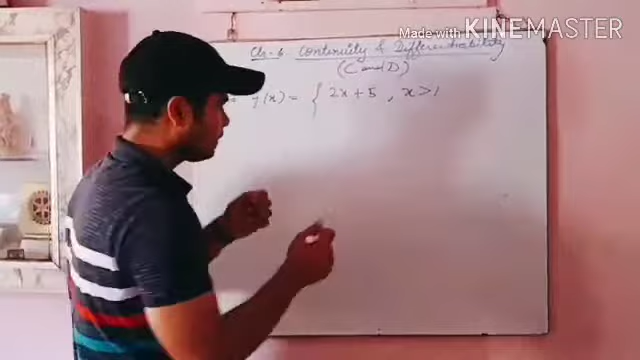 Made with KINEMASTER
Ch-6 Continuity & Differentiability
(C and D)
f(x) = { 2x + 5 , x > 1